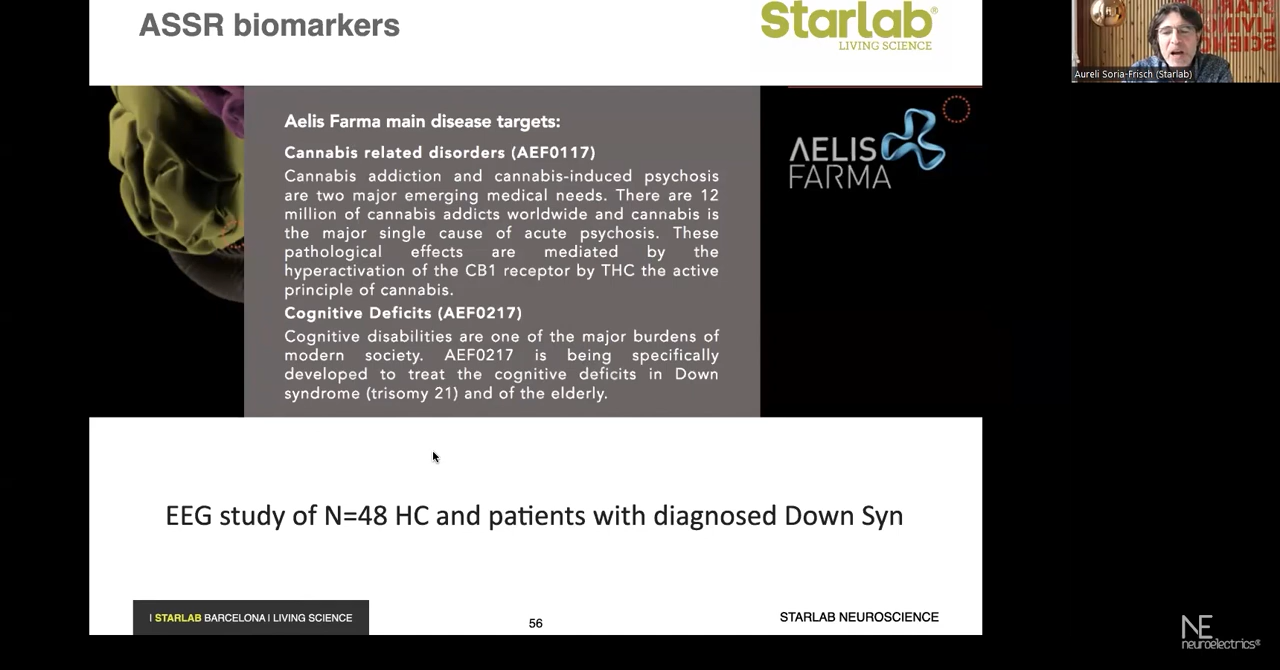 ASSR biomarkers
Starlab®
LIVING SCIENCE
Aureli Soria-Frisch (Starlab)
Aelis Farma main disease targets:
Cannabis related disorders (AEF0117)
Cannabis addiction and cannabis-induced psychosis
are two major emerging medical needs. There are 12
million of cannabis addicts worldwide and cannabis is
the major single cause of acute psychosis. These
pathological effects are mediated by the
hyperactivation of the CB1 receptor by THC the active
principle of cannabis.
Cognitive Deficits (AEF0217)
Cognitive disabilities are one of the major burdens of
modern society. AEF0217 is being specifically
developed to treat the cognitive deficits in Down
syndrome (trisomy 21) and of the elderly.
AELIS
FARMA
EEG study of N=48 HC and patients with diagnosed Down Syn
| STARLAB BARCELONA | LIVING SCIENCE
56
STARLAB NEUROSCIENCE
NE
neuroelectrics®